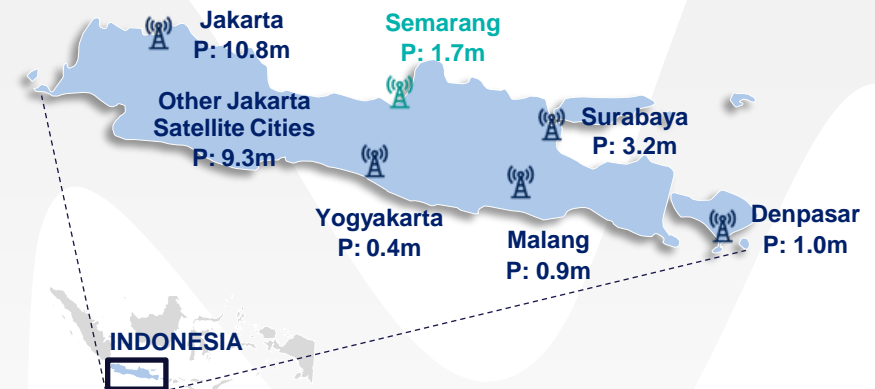 Jakarta
P: 10.8m
Semarang
P: 1.7m
Other Jakarta
Satellite Cities
P: 9.3m
Surabaya
P: 3.2m
Yogyakarta
P: 0.4m
Malang
P: 0.9m
Denpasar
P: 1.0m
INDONESIA